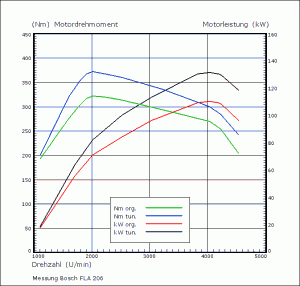 (Nm) Motordrehmoment Motorleistung (kW)
450 160
400 140
350 120
300 100
250 80
200
150 60
100 40
50 20
0 0
1000 2000 3000 4000 5000
Nm org.
Nm tun.
kW org.
kW tun.
Drehzahl (U/min)
Messung Bosch FLA 206